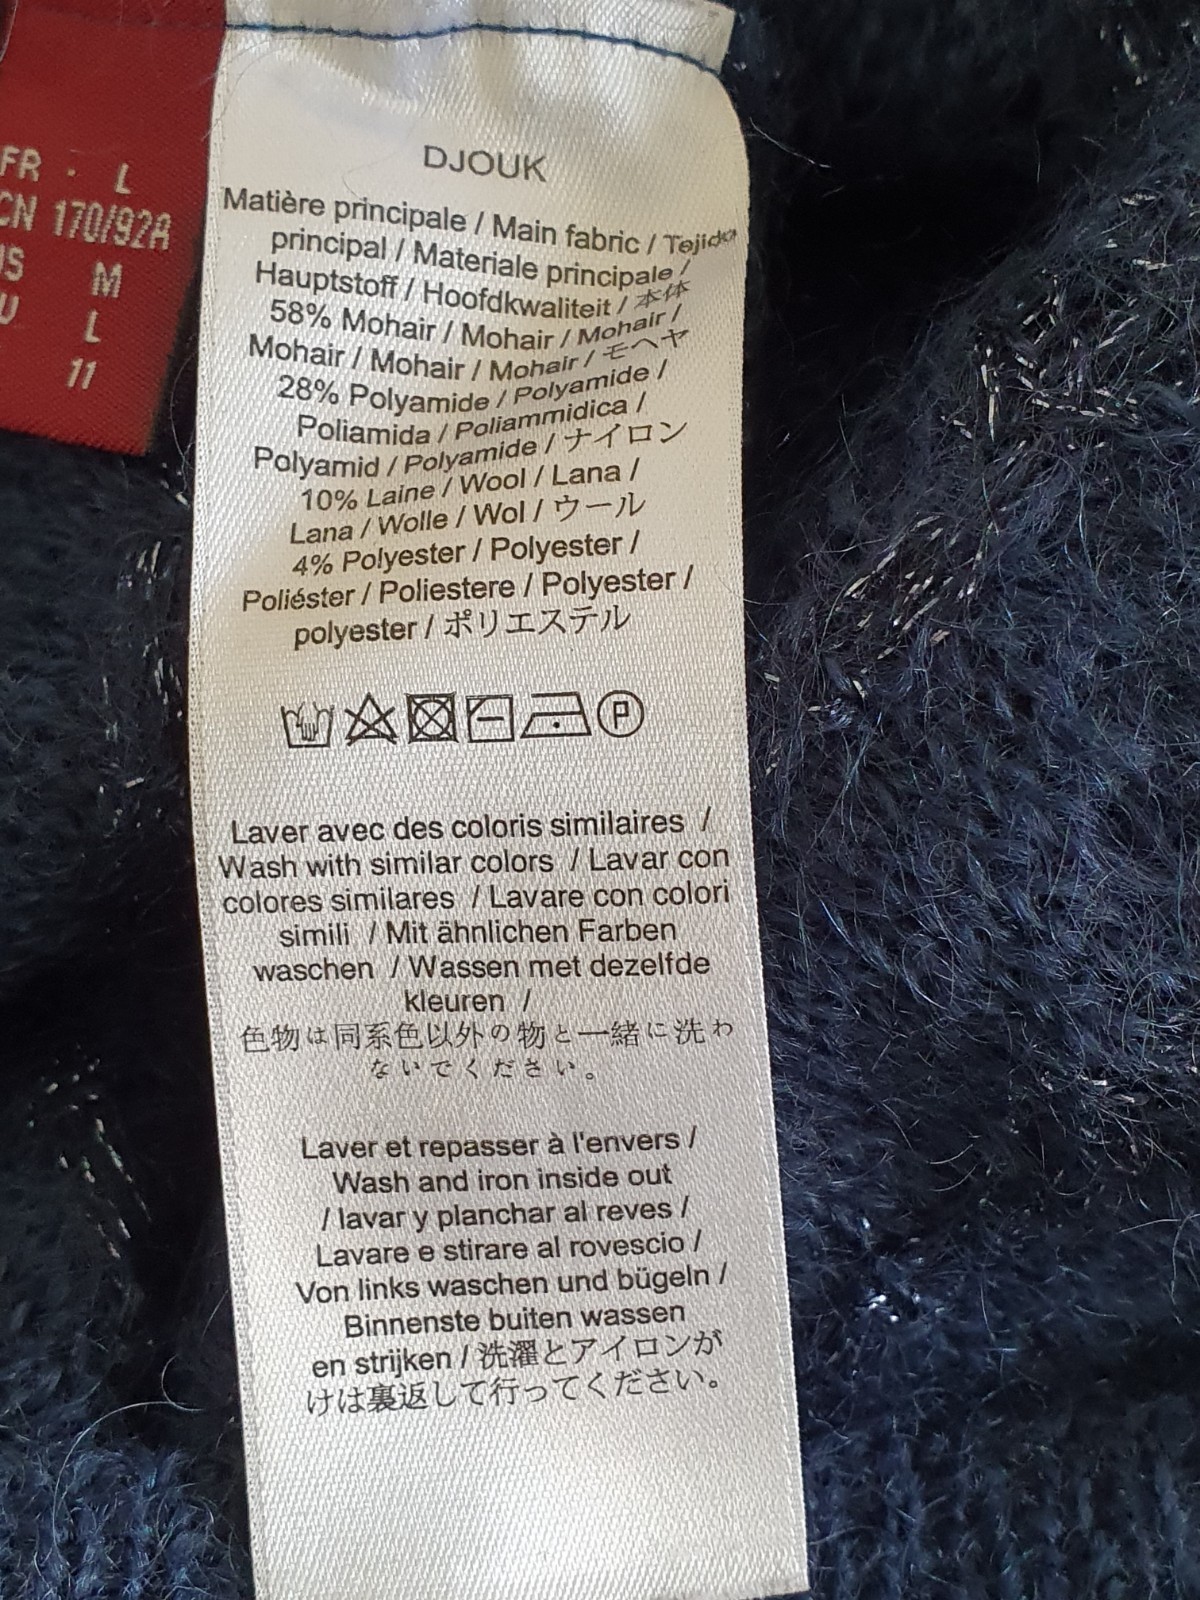 FR · L
CN 170/92A
US M
L
11
DJOUK
Matière principale / Main fabric / Tejido
principal / Materiale principale /
Hauptstoff / Hoofdkwaliteit / 本体
58% Mohair / Mohair / Mohair /
Mohair / Mohair / Mohair / モヘヤ
28% Polyamide / Polyamide /
Poliamida / Poliammidica /
Polyamid / Polyamide / ナイロン
10% Laine / Wool / Lana /
Lana / Wolle / Wol / ウール
4% Polyester / Polyester /
Poliéster / Poliestere / Polyester /
polyester / ポリエステル
P
Laver avec des coloris similaires /
Wash with similar colors / Lavar con
colores similares / Lavare con colori
simili / Mit ähnlichen Farben
waschen / Wassen met dezelfde
kleuren /
色物は同系色以外の物と一緒に洗わ
ないでください。
Laver et repasser à l'envers /
Wash and iron inside out
/ lavar y planchar al reves /
Lavare e stirare al rovescio /
Von links waschen und bügeln /
Binnenste buiten wassen
en strijken / 洗濯とアイロンが
けは裏返して行ってください。